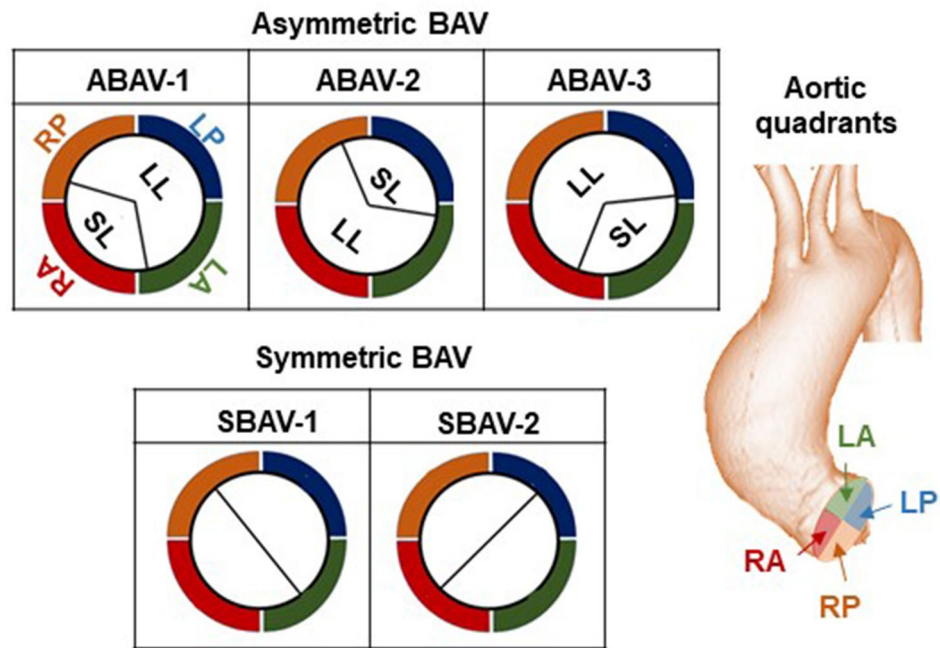 Asymmetric BAV
ABAV-1
ABAV-2
ABAV-3
RP
LP
LL
SL
RA
LA
SL
LL
LL
SL
Symmetric BAV
SBAV-1
SBAV-2
Aortic
quadrants
LA
LP
RA
RP